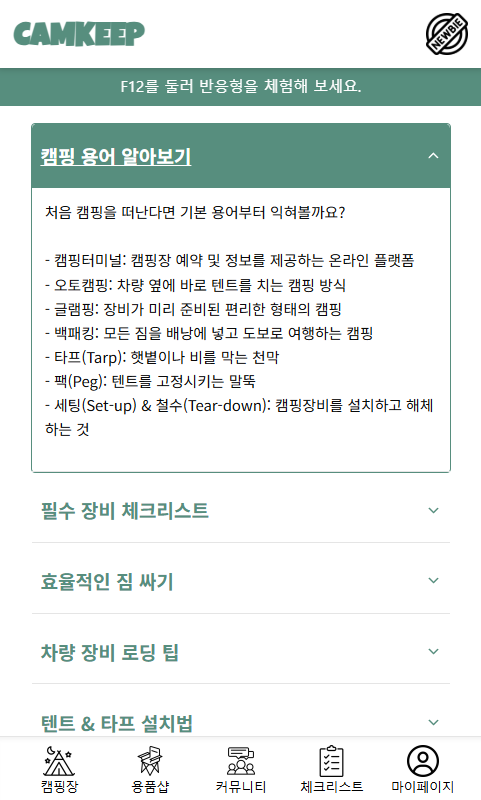 CAMKEEP
NEWBIE
F12를 둘러 반응형을 체험해 보세요.
캠핑 용어 알아보기
처음 캠핑을 떠난다면 기본 용어부터 익혀볼까요?
- 캠핑터미널: 캠핑장 예약 및 정보를 제공하는 온라인 플랫폼
- 오토캠핑: 차량 옆에 바로 텐트를 치는 캠핑 방식
- 글램핑: 장비가 미리 준비된 편리한 형태의 캠핑
- 백패킹: 모든 짐을 배낭에 넣고 도보로 여행하는 캠핑
- 타프(Tarp): 햇볕이나 비를 막는 천막
- 팩(Peg): 텐트를 고정시키는 말뚝
- 세팅(Set-up) & 철수(Tear-down): 캠핑장비를 설치하고 해체
하는 것
필수 장비 체크리스트
효율적인 짐 싸기
차량 장비 로딩 팁
텐트 & 타프 설치법
캠핑장
용품샵
커뮤니티
체크리스트
마이페이지